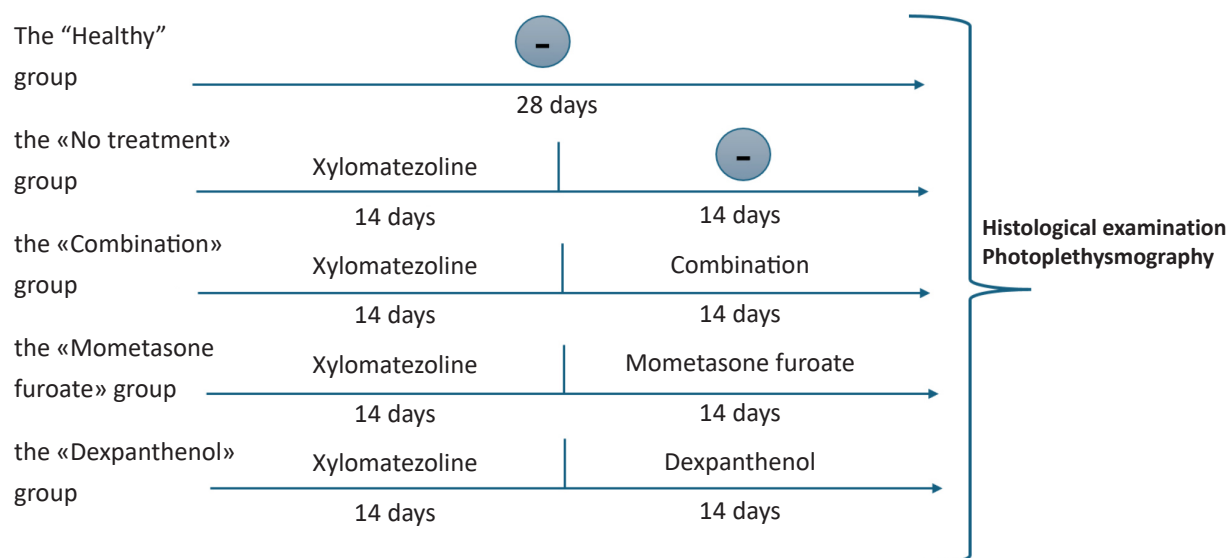 The “Healthy”
group
-
28 days
the «No treatment»
group
Xylomatezoline
-
14 days
14 days
the «Combination»
group
Xylomatezoline
Combination
14 days
14 days
the «Mometasone
furoate» group
Xylomatezoline
Mometasone furoate
14 days
14 days
the «Dexpanthenol»
group
Xylomatezoline
Dexpanthenol
14 days
14 days
Histological examination
Photoplethysmography